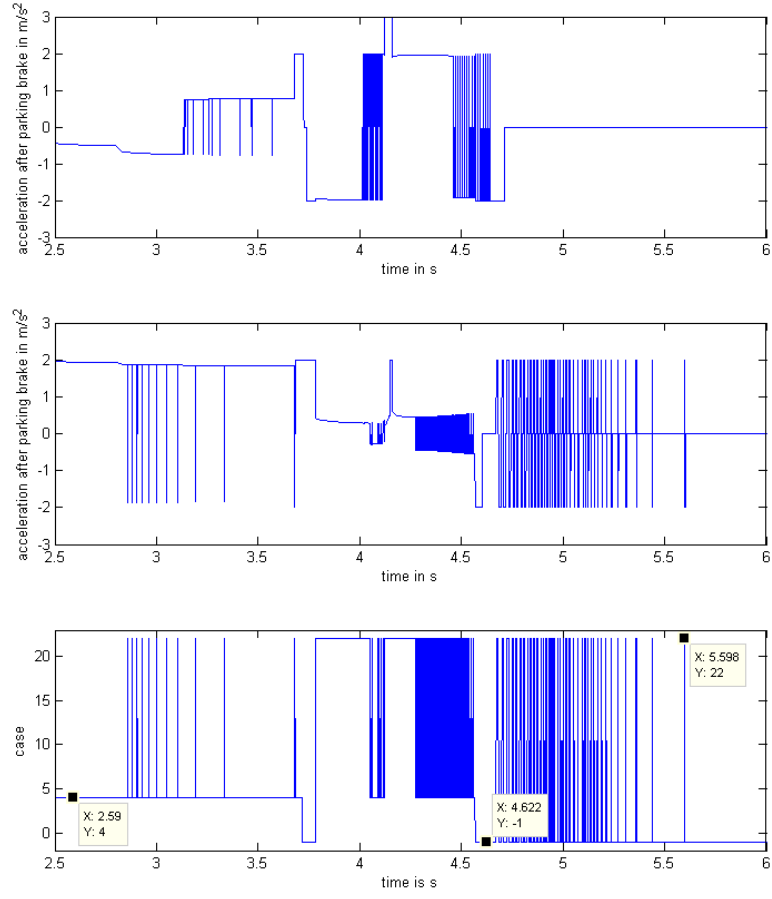 acceleration after parking brake in m/s²
3
2
1
0
-1
-2
-3
2.5 3 3.5 4 4.5 5 5.5 6
time in s
acceleration after parking brake in m/s²
3
2
1
0
-1
-2
-3
2.5 3 3.5 4 4.5 5 5.5 6
time in s
case
20
15
10
5
0
X: 5.598
Y: 22
X: 2.59
Y: 4
X: 4.622
Y: -1
2.5 3 3.5 4 4.5 5 5.5 6
time is s